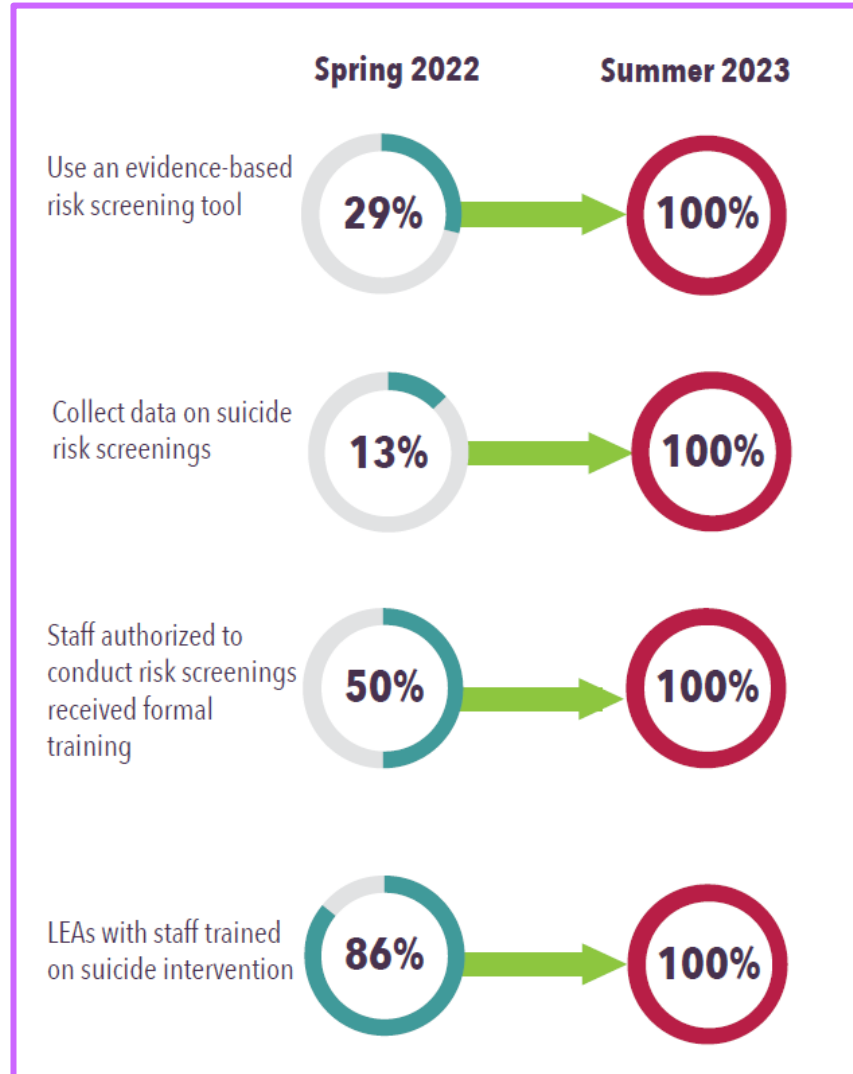 Spring 2022 Summer 2023
Use an evidence-based
risk screening tool
29% 100%
Collect data on suicide
risk screenings
13% 100%
Staff authorized to
conduct risk screenings
received formal
training
50% 100%
LEAs with staff trained
on suicide intervention
86% 100%